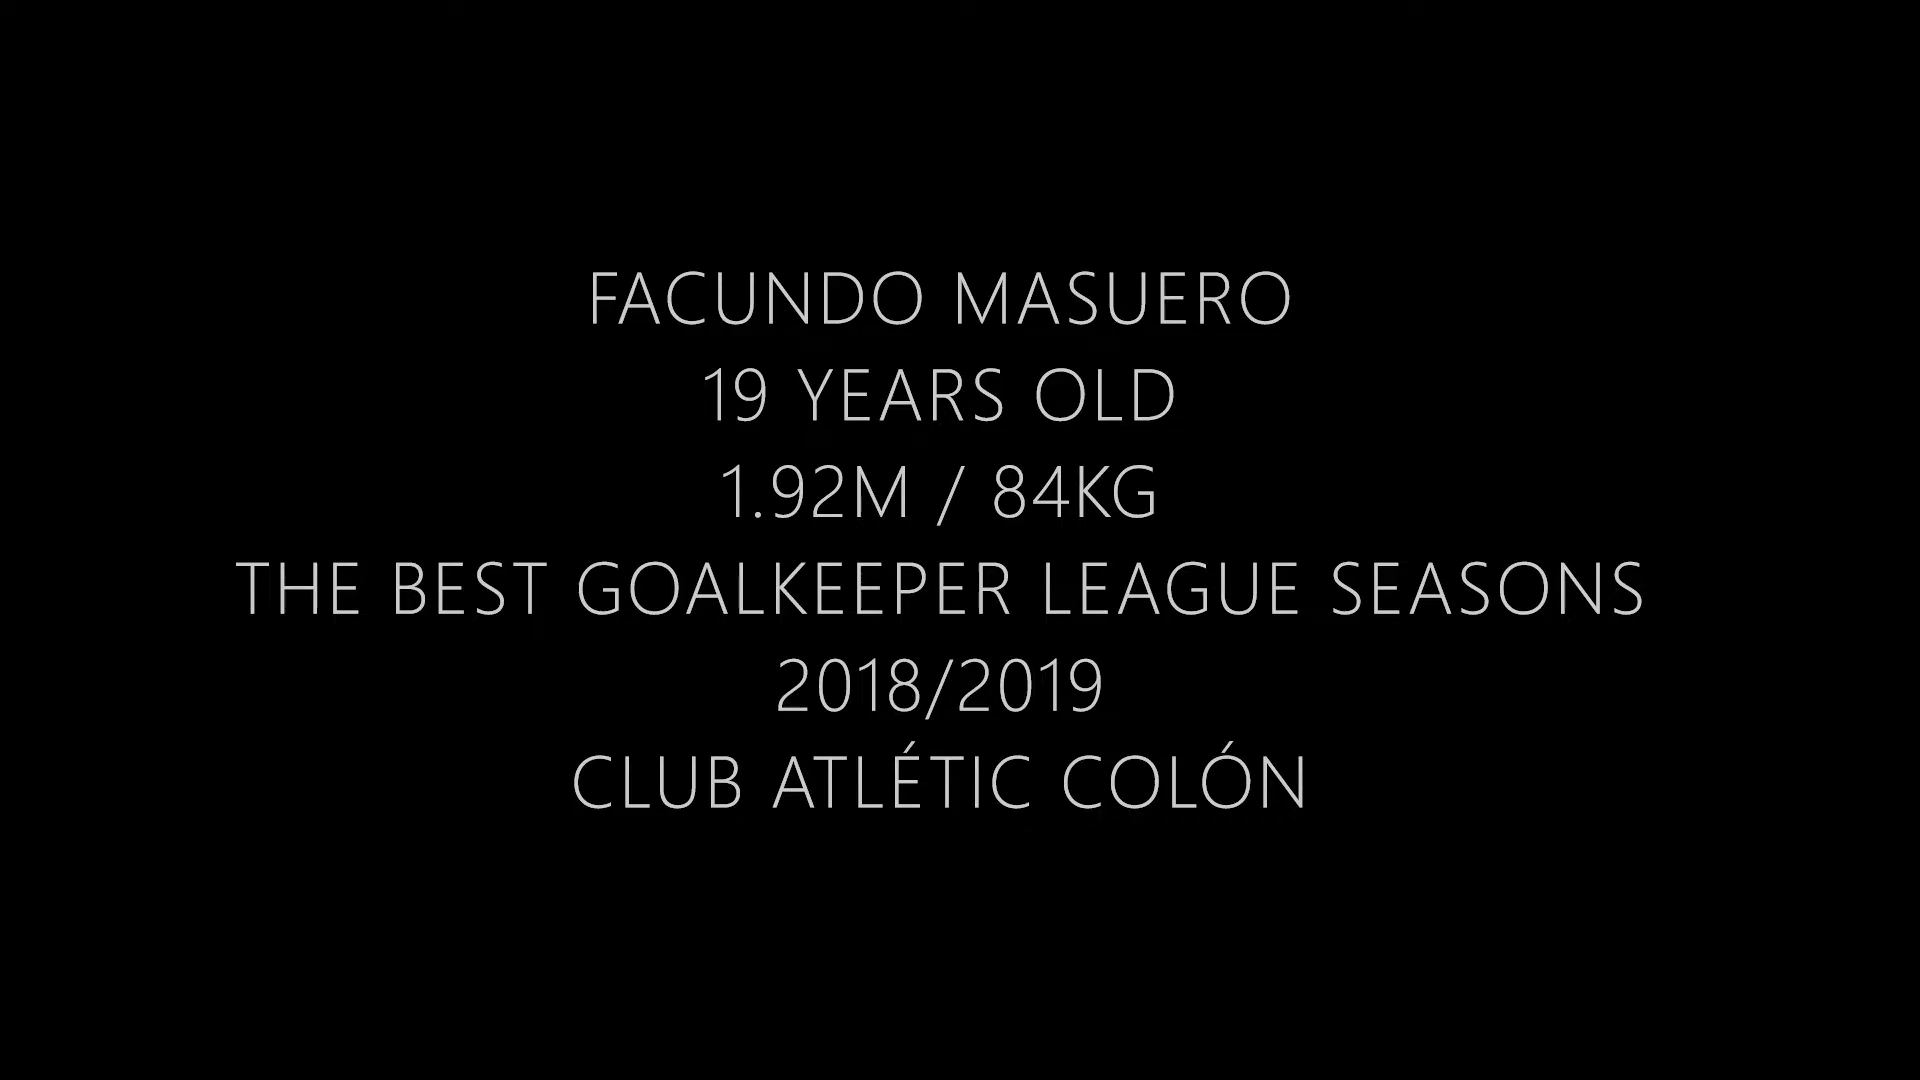 FACUNDO MASUERO
19 YEARS OLD
1.92M / 84KG
THE BEST GOALKEEPER LEAGUE SEASONS
2018/2019
CLUB ATLÉTIC COLÓN